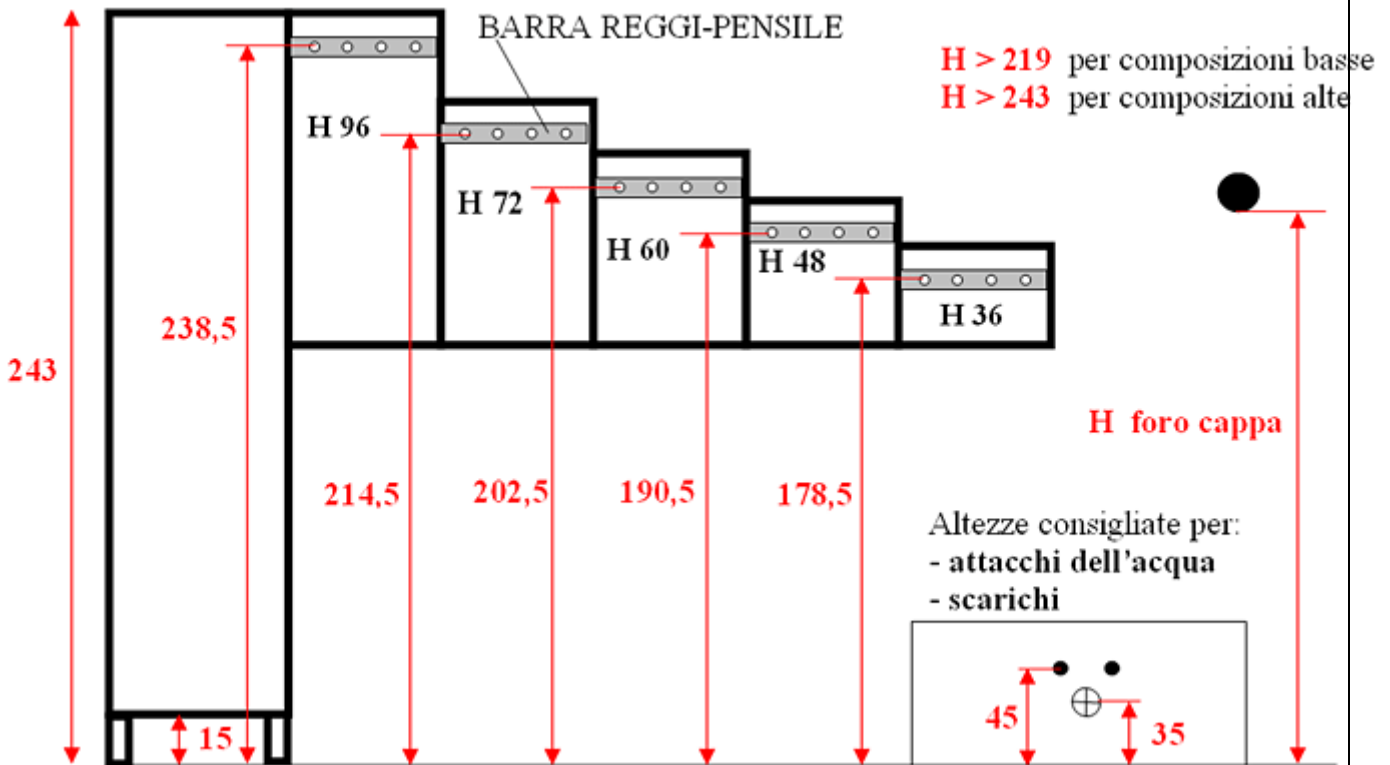 BARRA REGGI-PENSILE
H > 219 per composizioni basse
H > 243 per composizioni alte
H 96
H 72
H 60
H 48
H 36
238,5
243
H foro cappa
214,5
202,5
190,5
178,5
Altezze consigliate per:
- attacchi dell'acqua
- scarichi
45
35
15